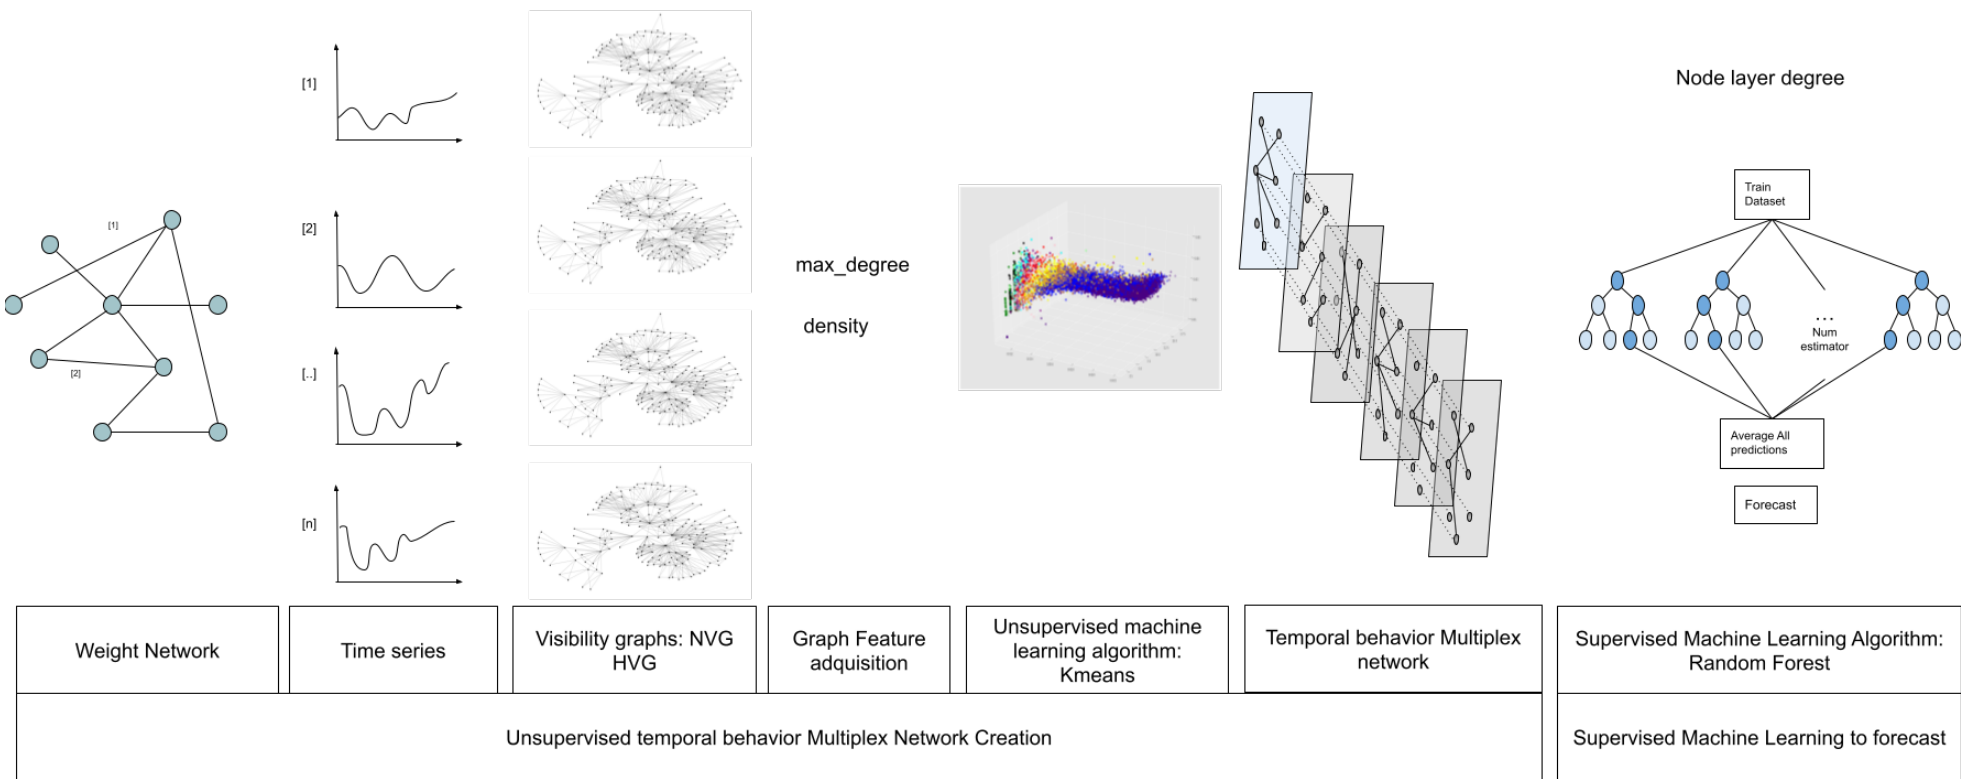 [1]
[2]
[1]
[2]
[..]
[n]
max_degree
density
Node layer degree
Train
Dataset
...
Num
estimator
Average All
predictions
Forecast
Weight Network
Time series
Visibility graphs: NVG
HVG
Graph Feature
adquisition
Unsupervised machine
learning algorithm:
Kmeans
Temporal behavior Multiplex
network
Supervised Machine Learning Algorithm:
Random Forest
Unsupervised temporal behavior Multiplex Network Creation
Supervised Machine Learning to forecast